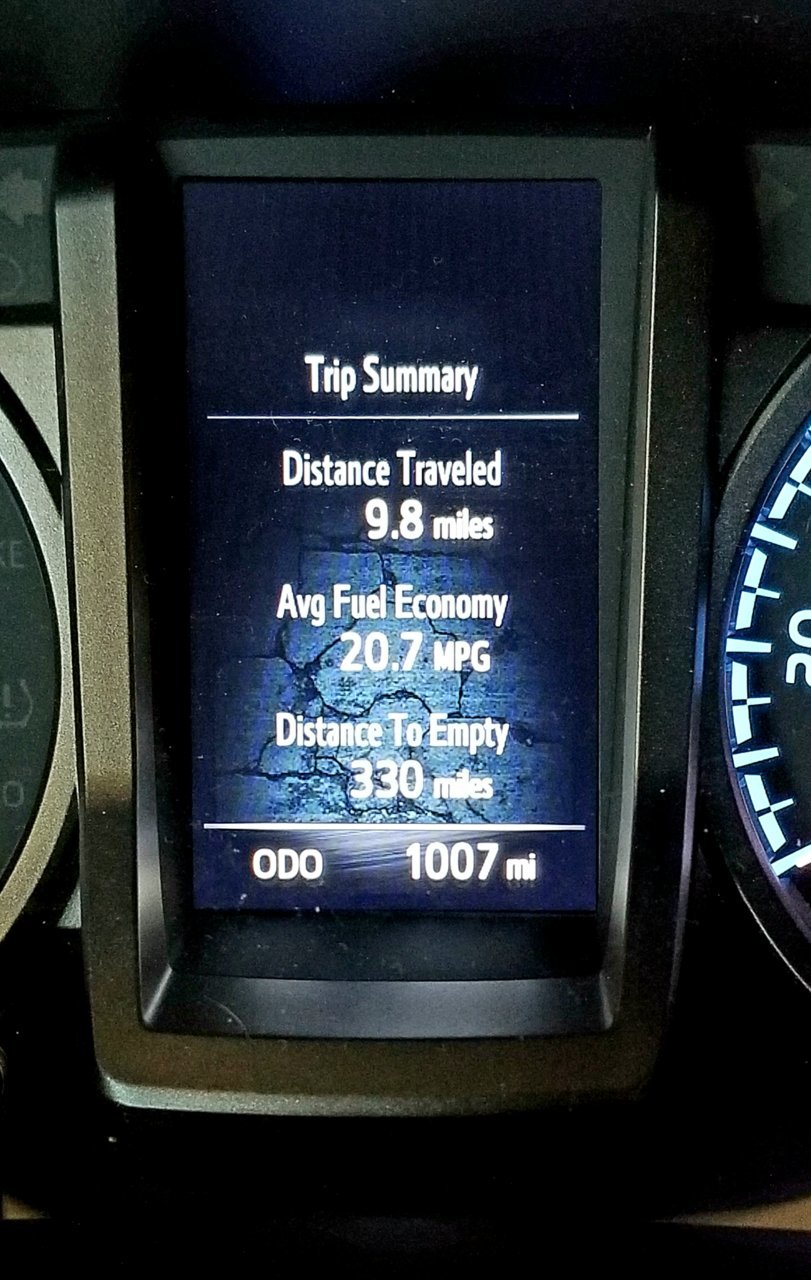 Trip Summary
Distance Traveled
9.8 miles
Avg Fuel Economy
20.7 MPG
Distance To Empty
330 miles
ODO 1007 mi
20